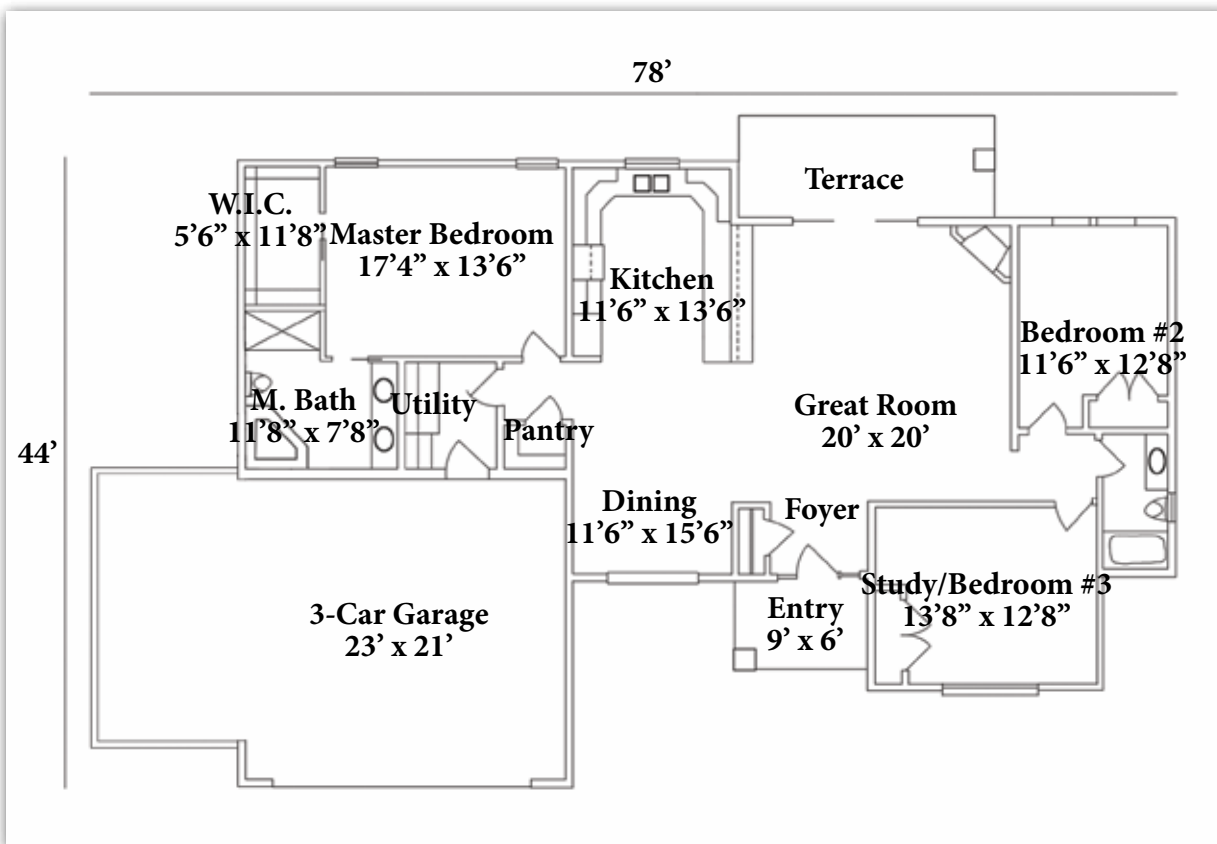 78’
Terrace
W.I.C.
5’6” x 11’8”
Master Bedroom
17’4” x 13’6”
Kitchen
11’6” x 13’6”
Bedroom #2
11’6” x 12’8”
M. Bath
11’8” x 7’8”
Utility
Pantry
Great Room
20’ x 20’
44’
Dining
11’6” x 15’6”
Foyer
3-Car Garage
23’ x 21’
Entry
9’ x 6’
Study/Bedroom #3
13’8” x 12’8”